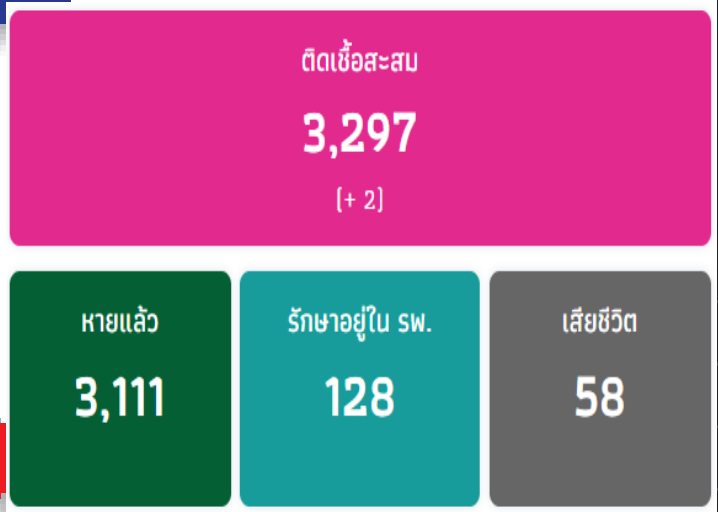 ติดเชื้อสะสม
3,297
(+ 2)
หายแล้ว
3,111
รักษาอยู่ใน รพ.
128
เสียชีวิต
58